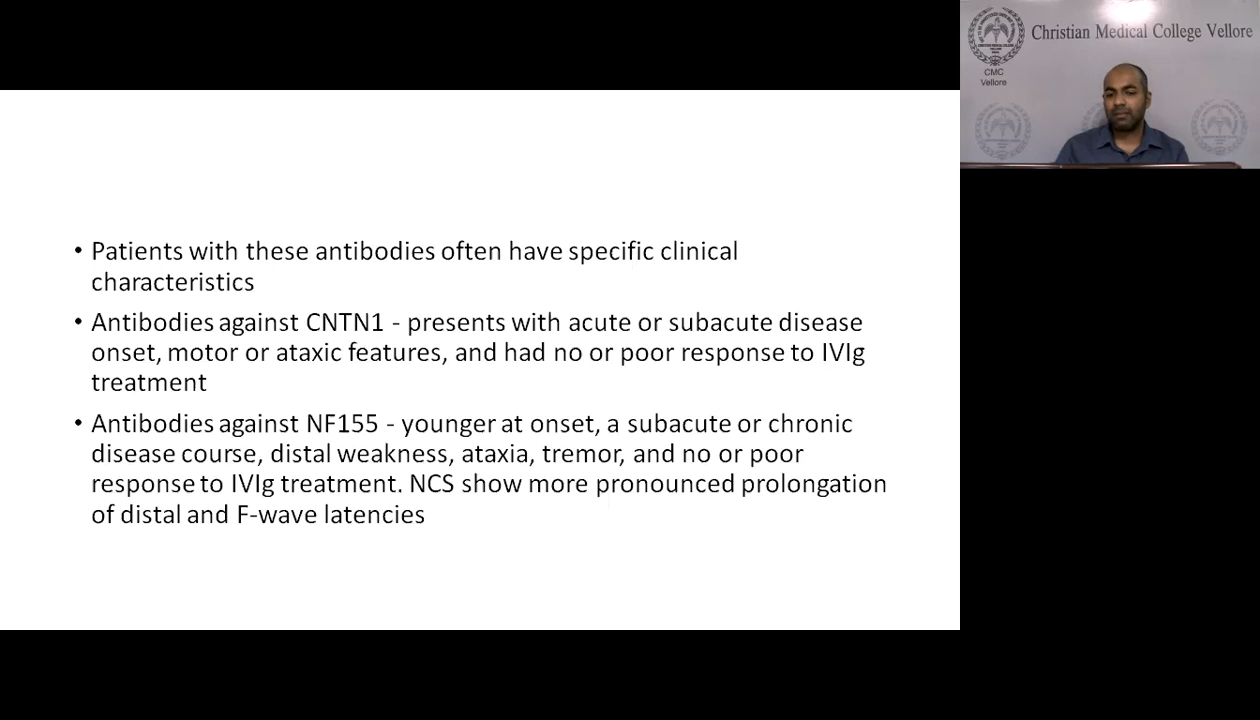 • Patients with these antibodies often have specific clinical
characteristics
• Antibodies against CNTN1 - presents with acute or subacute disease
onset, motor or ataxic features, and had no or poor response to IVIg
treatment
• Antibodies against NF155 - younger at onset, a subacute or chronic
disease course, distal weakness, ataxia, tremor, and no or poor
response to IVIg treatment. NCS show more pronounced prolongation
of distal and F-wave latencies
Christian Medical College Vellore
CMC
Vellore